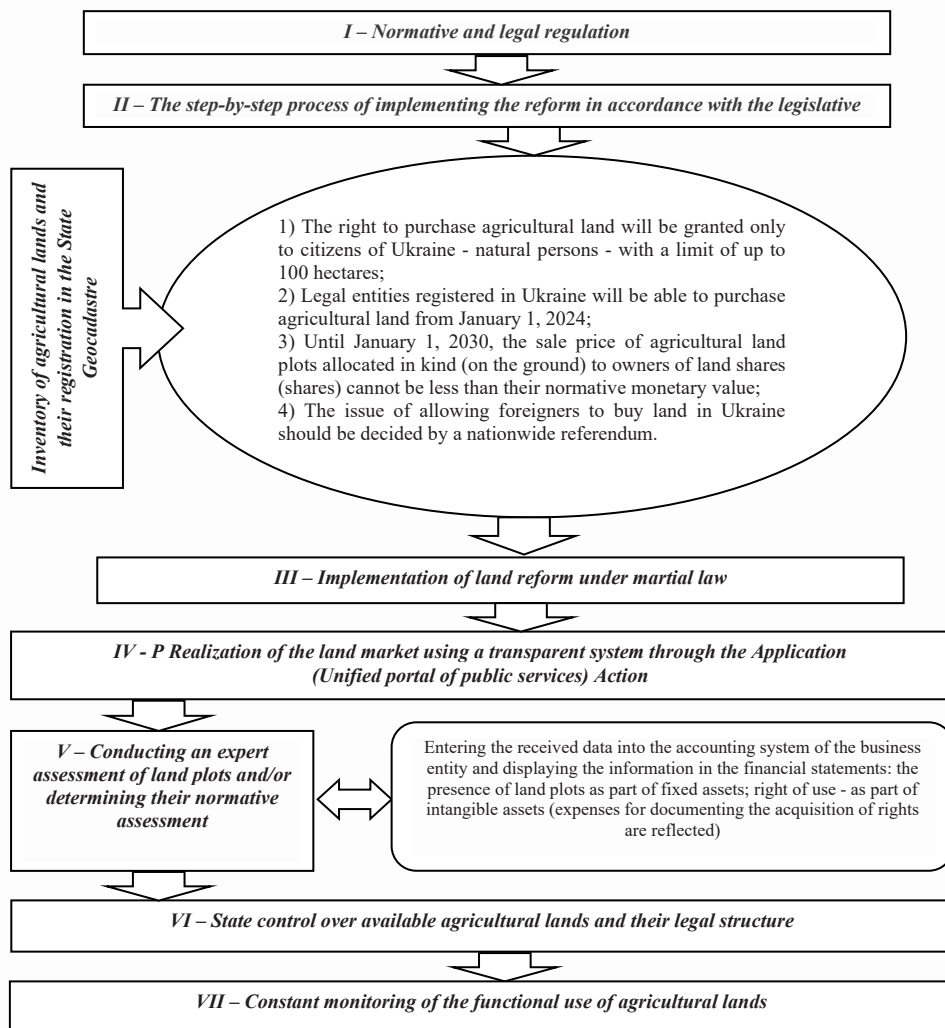 I – Normative and legal regulation
II – The step-by-step process of implementing the reform in accordance with the legislative
Inventory of agricultural lands and
their registration in the State
Geocadastre
1) The right to purchase agricultural land will be granted only
to citizens of Ukraine - natural persons - with a limit of up to
100 hectares;
2) Legal entities registered in Ukraine will be able to purchase
agricultural land from January 1, 2024;
3) Until January 1, 2030, the sale price of agricultural land
plots allocated in kind (on the ground) to owners of land shares
(shares) cannot be less than their normative monetary value;
4) The issue of allowing foreigners to buy land in Ukraine
should be decided by a nationwide referendum.
III – Implementation of land reform under martial law
IV - P Realization of the land market using a transparent system through the Application
(Unified portal of public services) Action
V – Conducting an expert
assessment of land plots and/or
determining their normative
assessment
Entering the received data into the accounting system of the business
entity and displaying the information in the financial statements: the
presence of land plots as part of fixed assets; right of use - as part of
intangible assets (expenses for documenting the acquisition of rights
are reflected)
VI – State control over available agricultural lands and their legal structure
VII – Constant monitoring of the functional use of agricultural lands